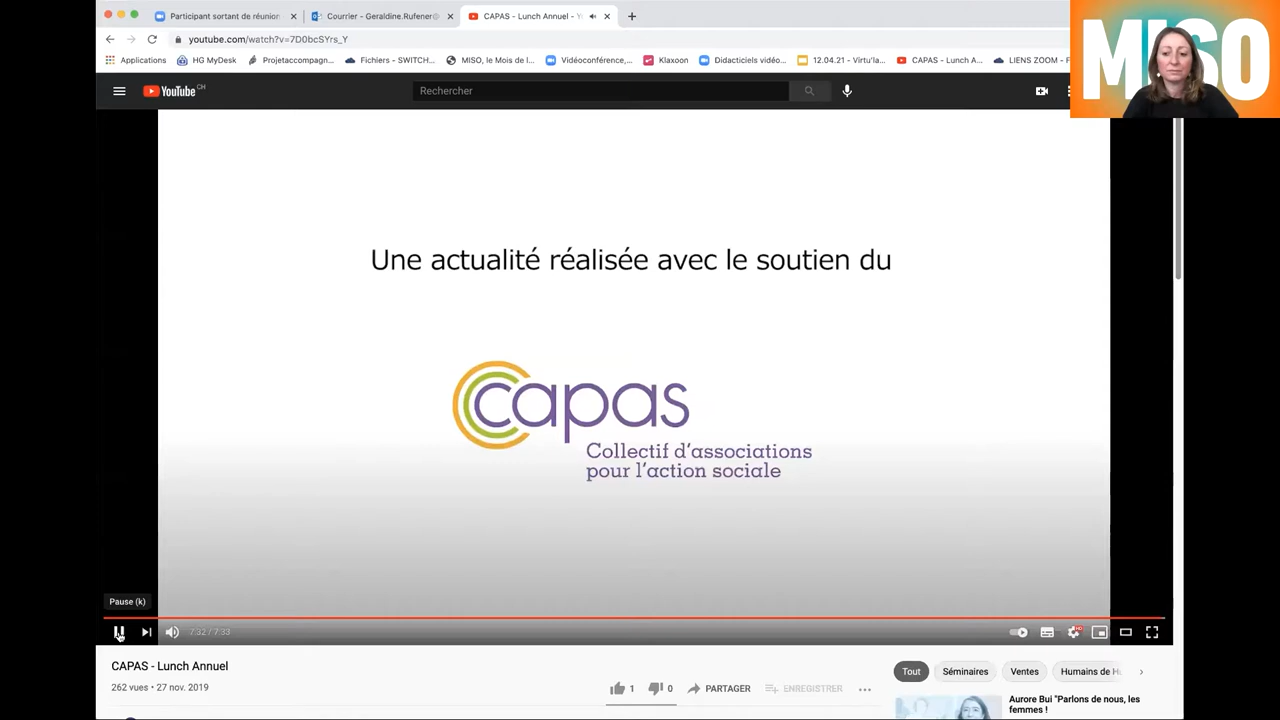 Participant sortant de réunion
Courrier - Geraldine.Rufener@
CAPAS - Lunch Annuel - Y
youtube.com/watch?v=7D0bcSYrs_Y
Applications
HG MyDesk
Projetaccompagn...
Fichiers - SWITCH...
MISO, le Mois de l...
Vidéoconférence,...
Klaxoon
Didacticiels vidéo...
12.04.21 - Virtu'la...
CAPAS - Lunch A...
LIENS ZOOM - F
MISO
YouTube CH
Rechercher
Une actualité réalisée avec le soutien du
capas
Collectif d'associations
pour l'action sociale
Pause (k)
7:32 / 7:33
HD
CAPAS - Lunch Annuel
262 vues • 27 nov. 2019
1
0
PARTAGER
ENREGISTRER
Tout
Séminaires
Ventes
Humains de
Aurore Bui "Parlons de nous, les
femmes !